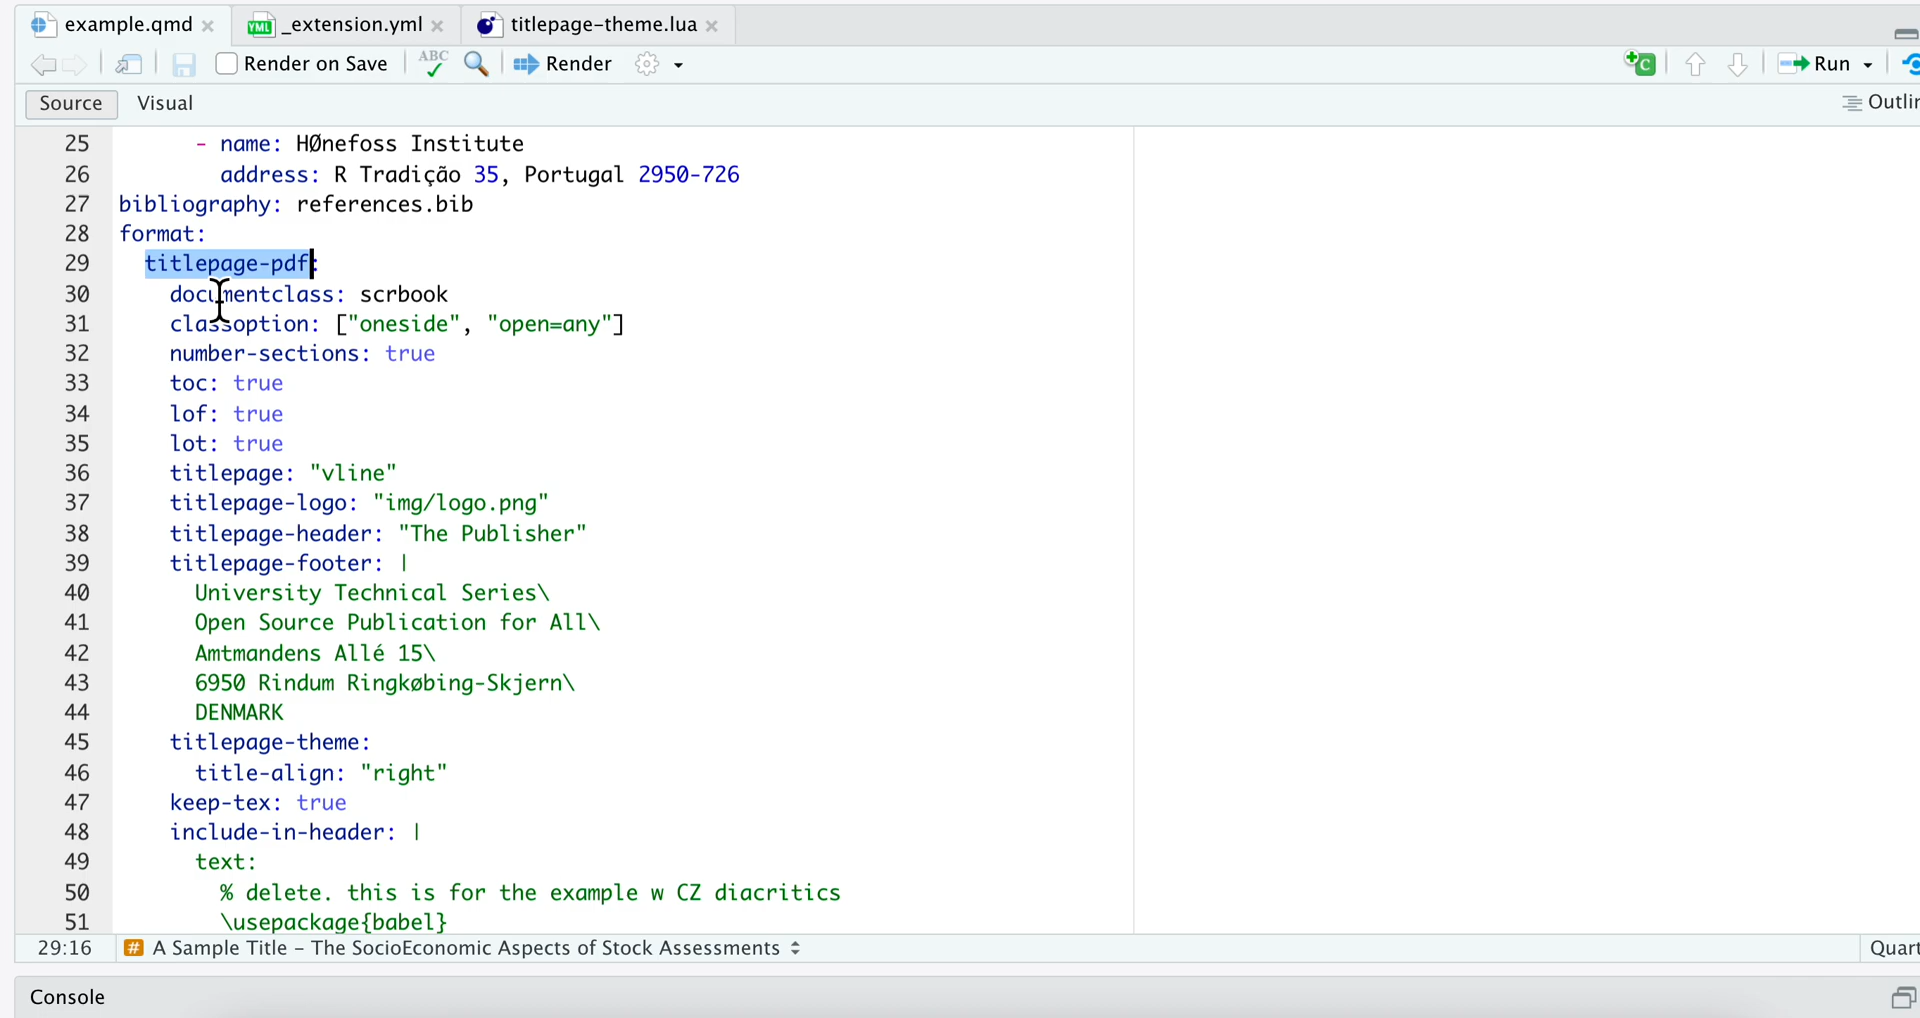 example.qmd
_extension.yml
titlepage-theme.lua
Render on Save
ABC
Render
C
Run
Source
Visual
Outlin
25 - name: HØnefoss Institute
26 address: R Tradição 35, Portugal 2950-726
27 bibliography: references.bib
28 format:
29 titlepage-pdf:
30 documentclass: scrbook
31 classoption: ["oneside", "open=any"]
32 number-sections: true
33 toc: true
34 lof: true
35 lot: true
36 titlepage: "vline"
37 titlepage-logo: "img/logo.png"
38 titlepage-header: "The Publisher"
39 titlepage-footer: |
40 University Technical Series\
41 Open Source Publication for All\
42 Amtmandens Allé 15\
43 6950 Rindum Ringkøbing-Skjern\
44 DENMARK
45 titlepage-theme:
46 title-align: "right"
47 keep-tex: true
48 include-in-header: |
49 text:
50 % delete. this is for the example w CZ diacritics
51 \usepackage{babel}
29:16
# A Sample Title – The SocioEconomic Aspects of Stock Assessments
Quart
Console